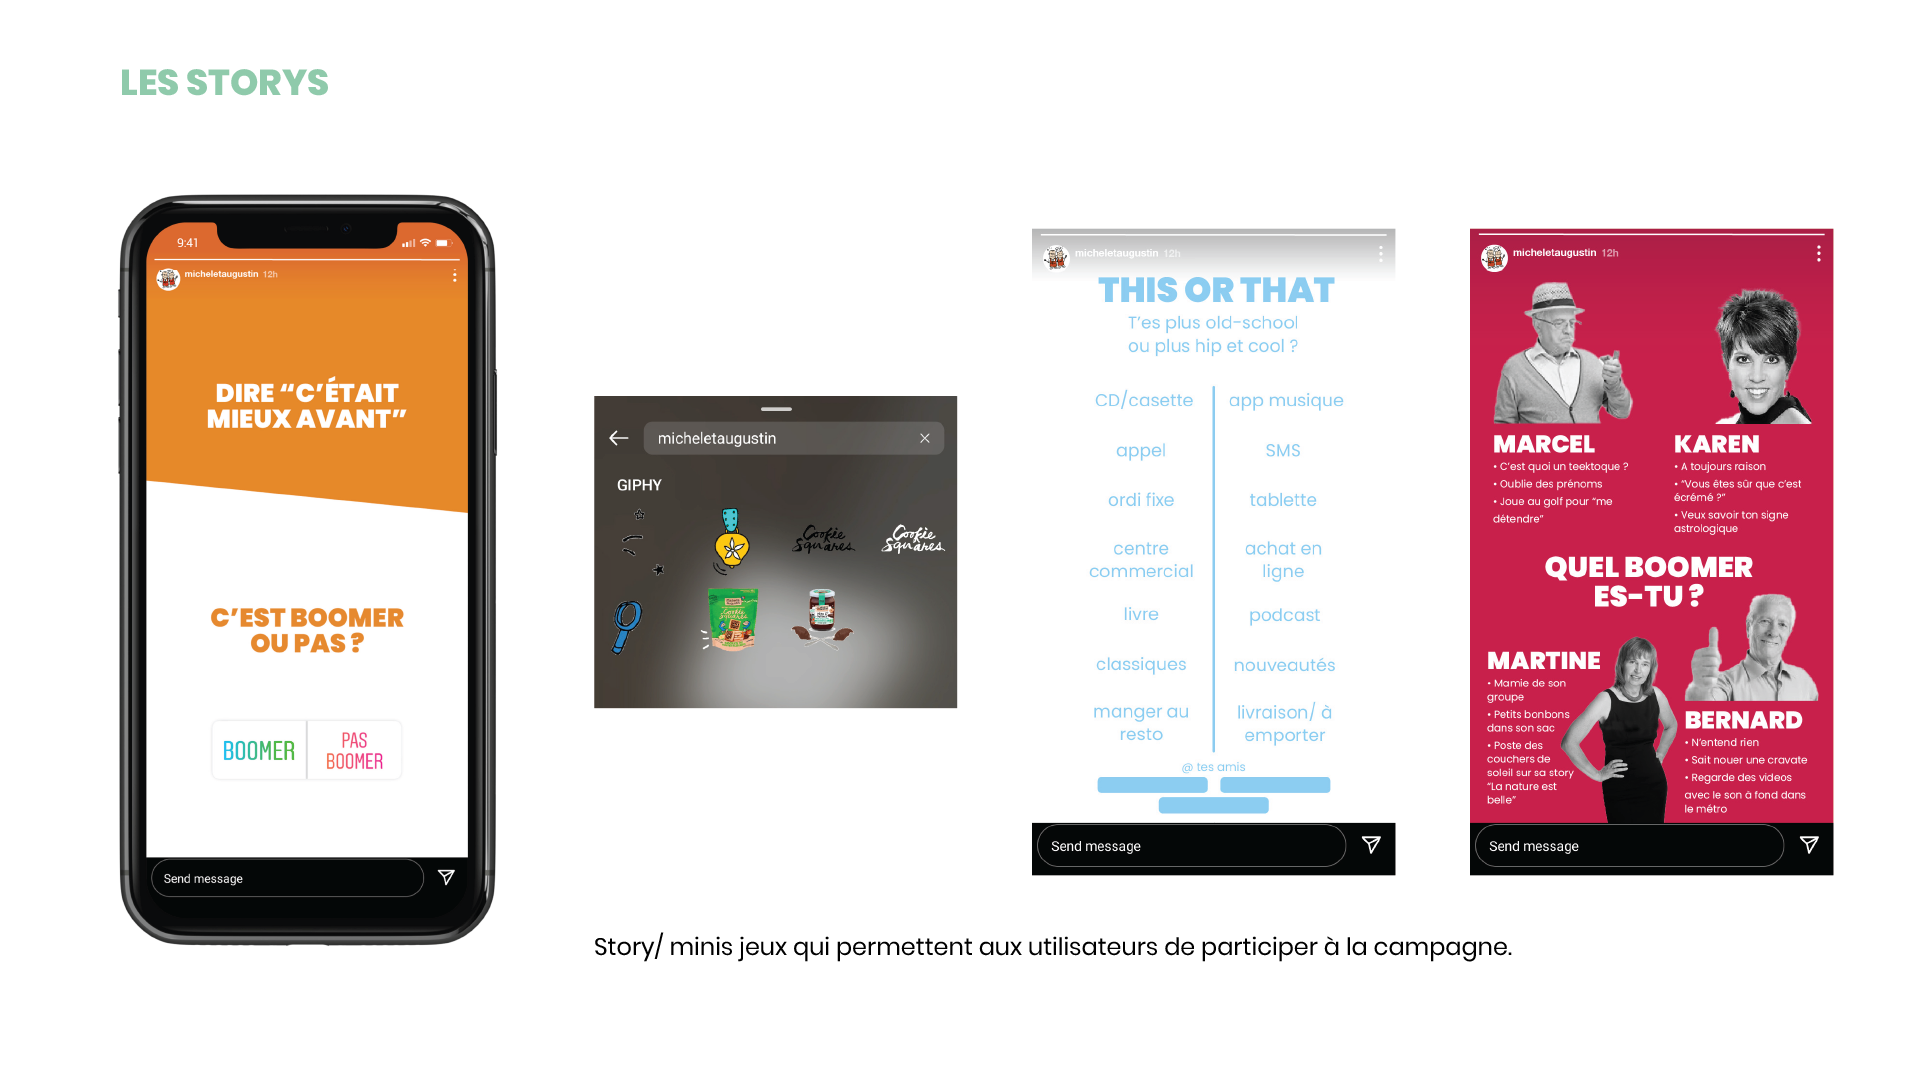 LES STORYS
9:41
micheletaugustin 12h
DIRE “C’ÉTAIT
MIEUX AVANT”
C’EST BOOMER
OU PAS ?
BOOMER
PAS
BOOMER
Send message
micheletaugustin
GIPHY
Cookie
Squares
Cookie
Squares
Cookie
Squares
micheletaugustin 12h
THIS OR THAT
T’es plus old-school
ou plus hip et cool ?
CD/casette
app musique
appel
SMS
ordi fixe
tablette
centre
commercial
achat en
ligne
livre
podcast
classiques
nouveautés
manger au
resto
livraison/ à
emporter
@ tes amis
Send message
micheletaugustin 12h
MARCEL
• C’est quoi un teektoque ?
• Oublie des prénoms
• Joue au golf pour “me
détendre”
KAREN
• A toujours raison
• “Vous êtes sûr que c’est
écrémé ?”
• Veux savoir ton signe
astrologique
QUEL BOOMER
ES-TU ?
MARTINE
• Mamie de son
groupe
• Petits bonbons
dans son sac
• Poste des
couchers de
soleil sur sa story
“La nature est
belle”
BERNARD
• N’entend rien
• Sait nouer une cravate
• Regarde des videos
avec le son à fond dans
le métro
Send message
Story/ minis jeux qui permettent aux utilisateurs de participer à la campagne.